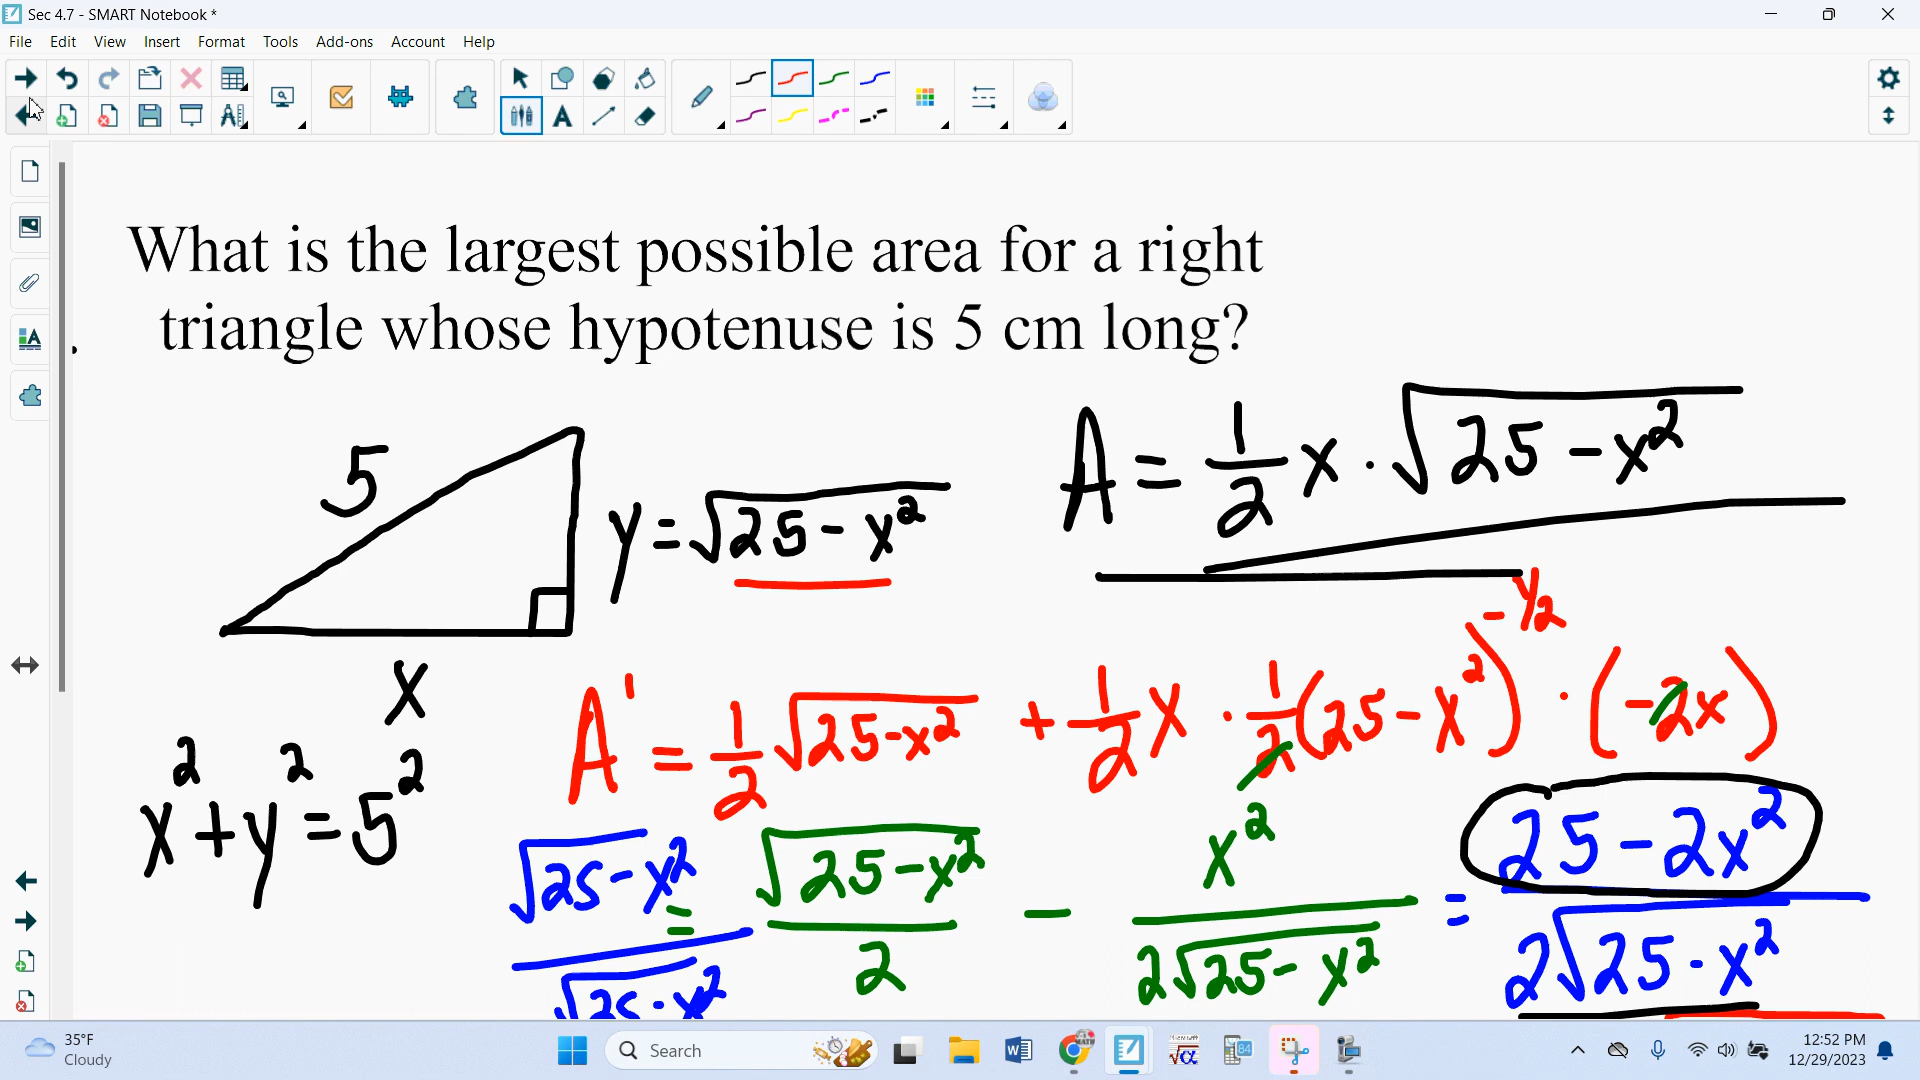 Sec 4.7 - SMART Notebook *
File Edit View Insert Format Tools Add-ons Account Help
What is the largest possible area for a right
triangle whose hypotenuse is 5 cm long?
5
y = √(25 - x²)
A = 1/2 x · √(25 - x²)
x
A' = 1/2 √(25-x²) + 1/2 x · 1/2 (25 - x²)^(-1/2) · (-2x)
x² + y² = 5²
√(25-x²)/√(25-x²) = √(25-x²)/2 - x²/(2√(25-x²)) = (25-2x²)/(2√(25-x²))
35°F
Cloudy
Search
12:52 PM
12/29/2023